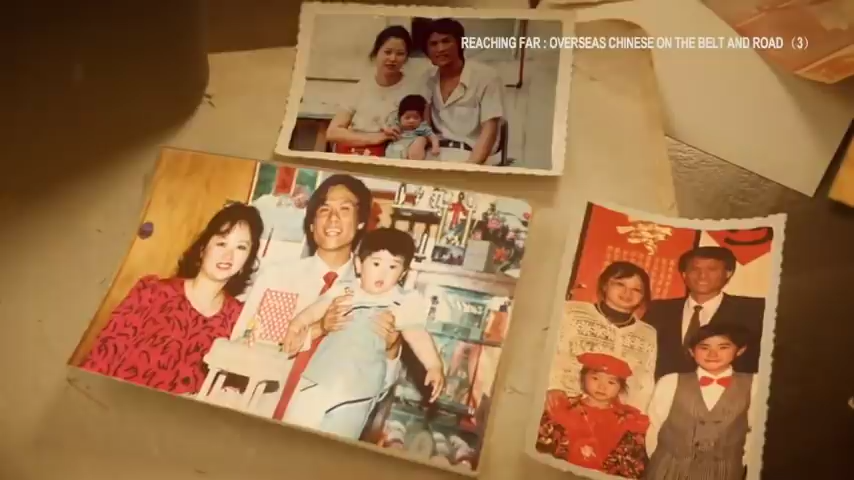 REACHING FAR : OVERSEAS CHINESE ON THE BELT AND ROAD（3）